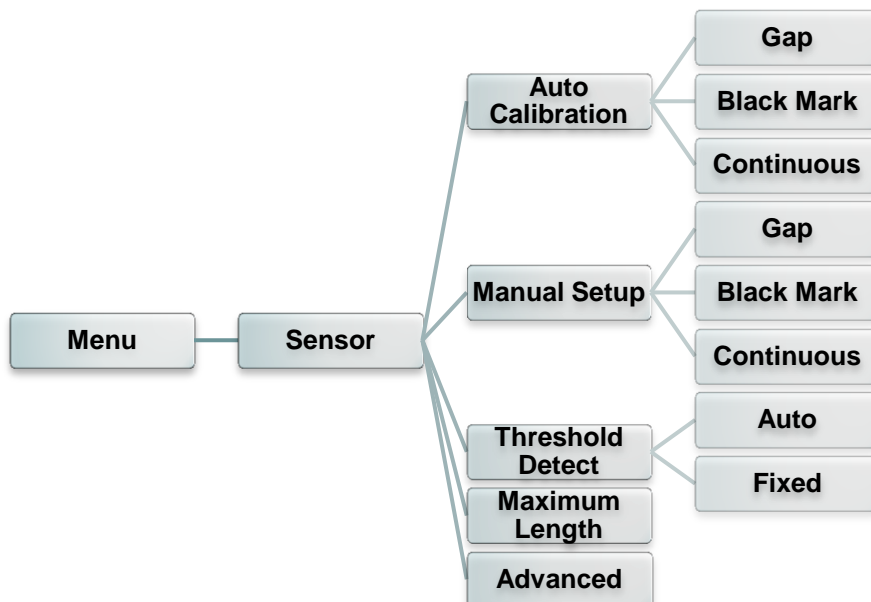 Menu
Sensor
Auto
Calibration
Gap
Black Mark
Continuous
Manual Setup
Gap
Black Mark
Continuous
Threshold
Detect
Auto
Fixed
Maximum
Length
Advanced